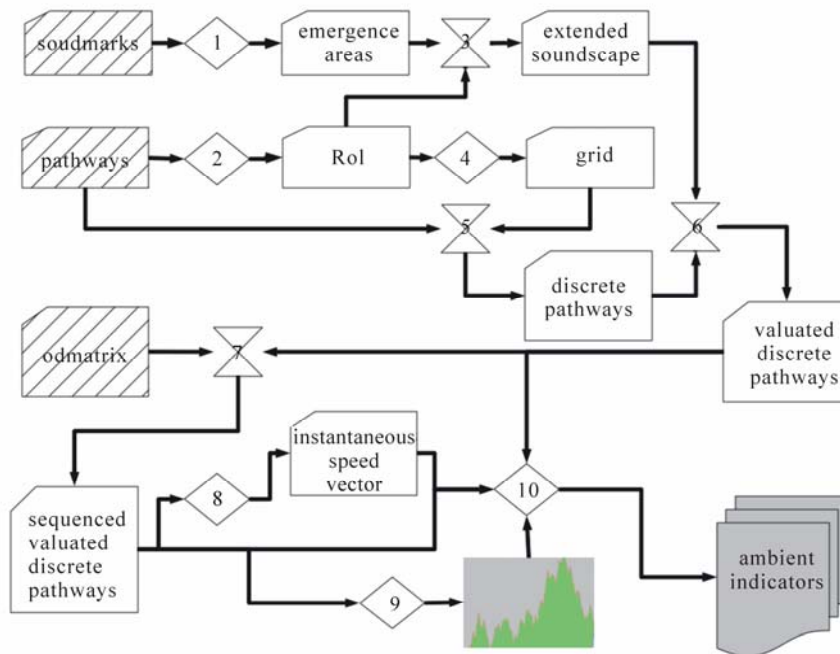 soudmarks
1
emergence
areas
3
extended
soundscape
pathways
2
RoI
4
grid
5
6
discrete
pathways
valuated
discrete
pathways
odmatrix
7
instantaneous
speed
vector
8
10
sequenced
valuated
discrete
pathways
9
ambient
indicators